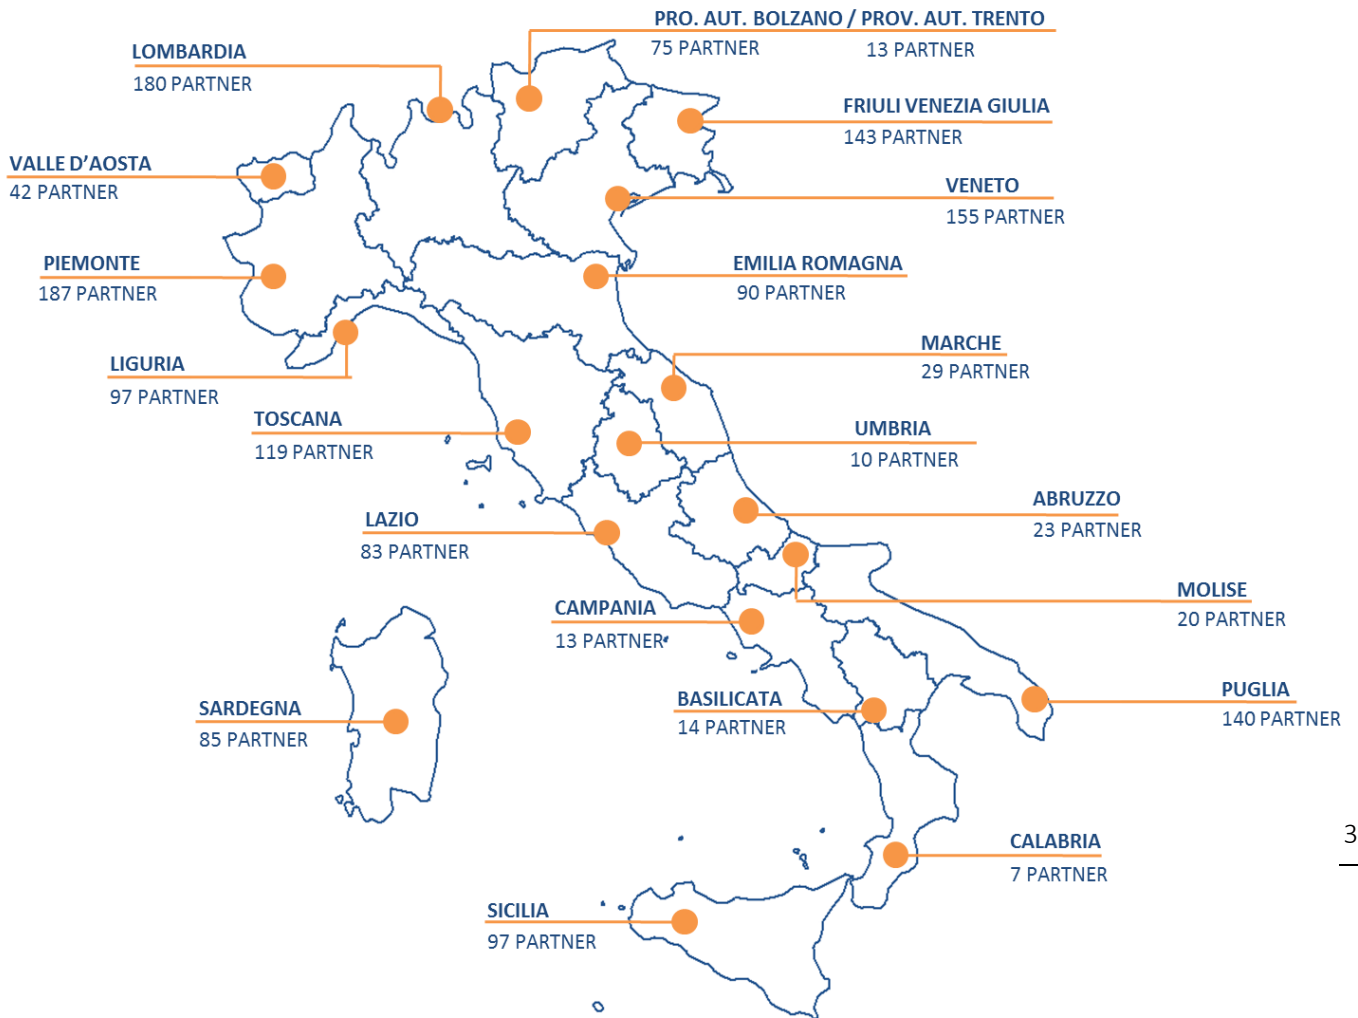 PRO. AUT. BOLZANO / PROV. AUT. TRENTO
75 PARTNER 13 PARTNER
LOMBARDIA
180 PARTNER
FRIULI VENEZIA GIULIA
143 PARTNER
VALLE D'AOSTA
42 PARTNER
VENETO
155 PARTNER
PIEMONTE
187 PARTNER
EMILIA ROMAGNA
90 PARTNER
MARCHE
29 PARTNER
LIGURIA
97 PARTNER
TOSCANA
119 PARTNER
UMBRIA
10 PARTNER
ABRUZZO
23 PARTNER
LAZIO
83 PARTNER
MOLISE
20 PARTNER
CAMPANIA
13 PARTNER
BASILICATA
14 PARTNER
PUGLIA
140 PARTNER
SARDEGNA
85 PARTNER
3
CALABRIA
7 PARTNER
SICILIA
97 PARTNER